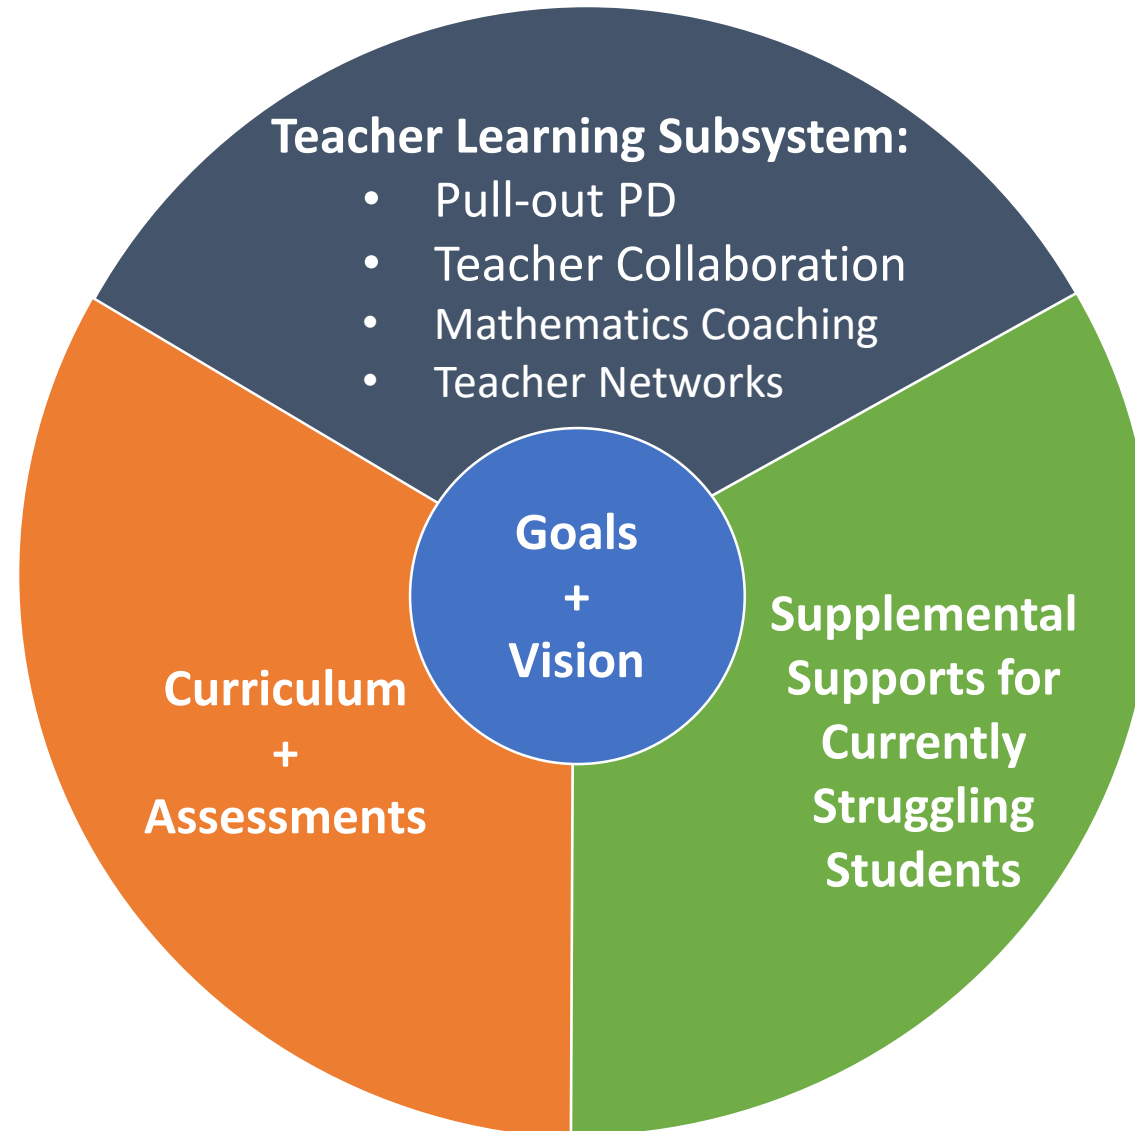 Teacher Learning Subsystem:
• Pull-out PD
• Teacher Collaboration
• Mathematics Coaching
• Teacher Networks
Goals
+
Vision
Curriculum
+
Assessments
Supplemental
Supports for
Currently
Struggling
Students